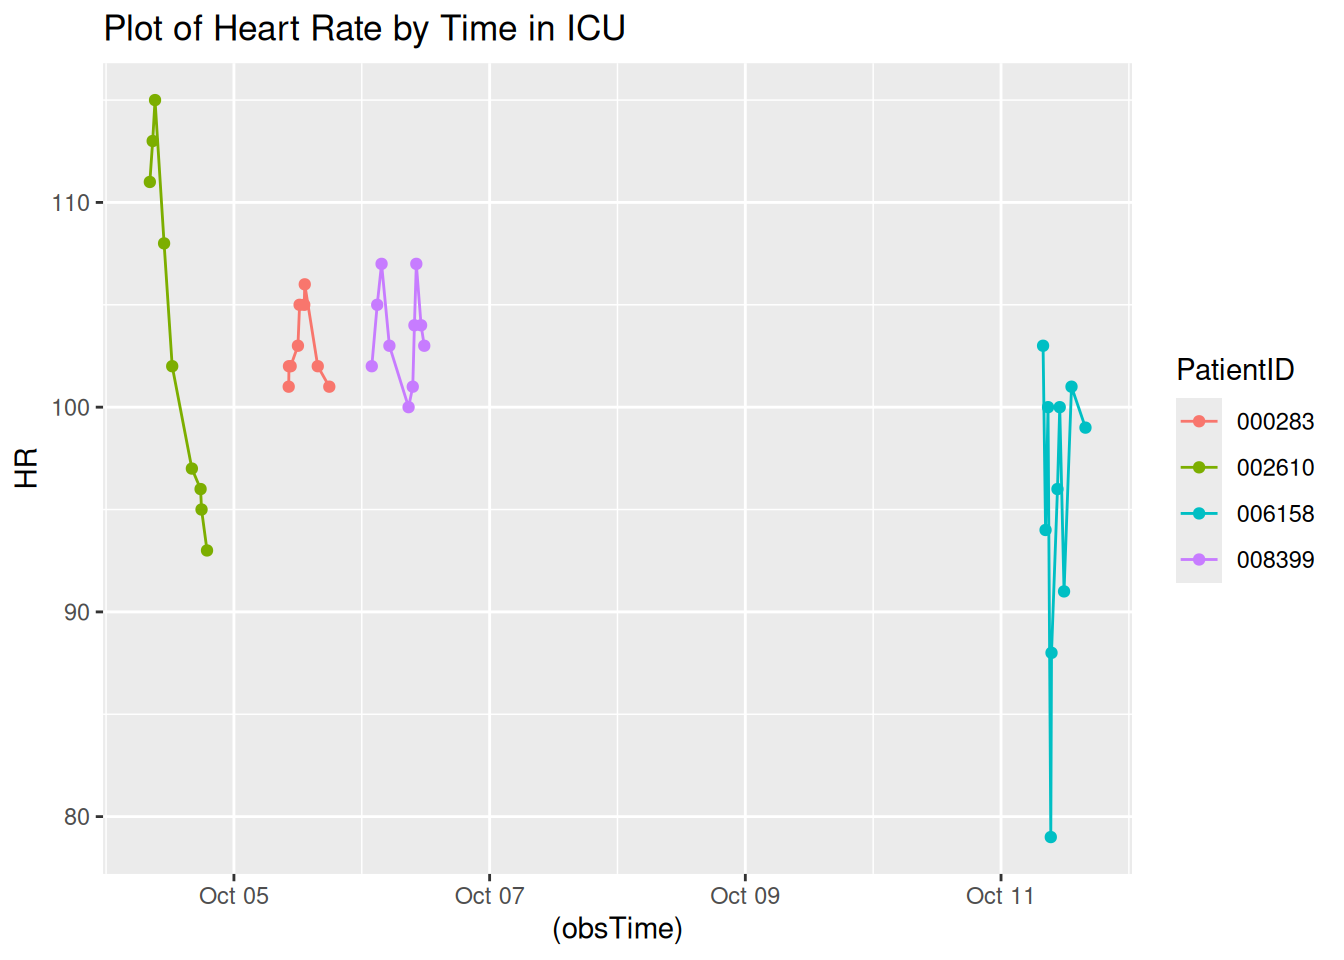 Plot of Heart Rate by Time in ICU
HR
110
100
90
80
Oct 05
Oct 07
Oct 09
Oct 11
(obsTime)
PatientID
000283
002610
006158
008399